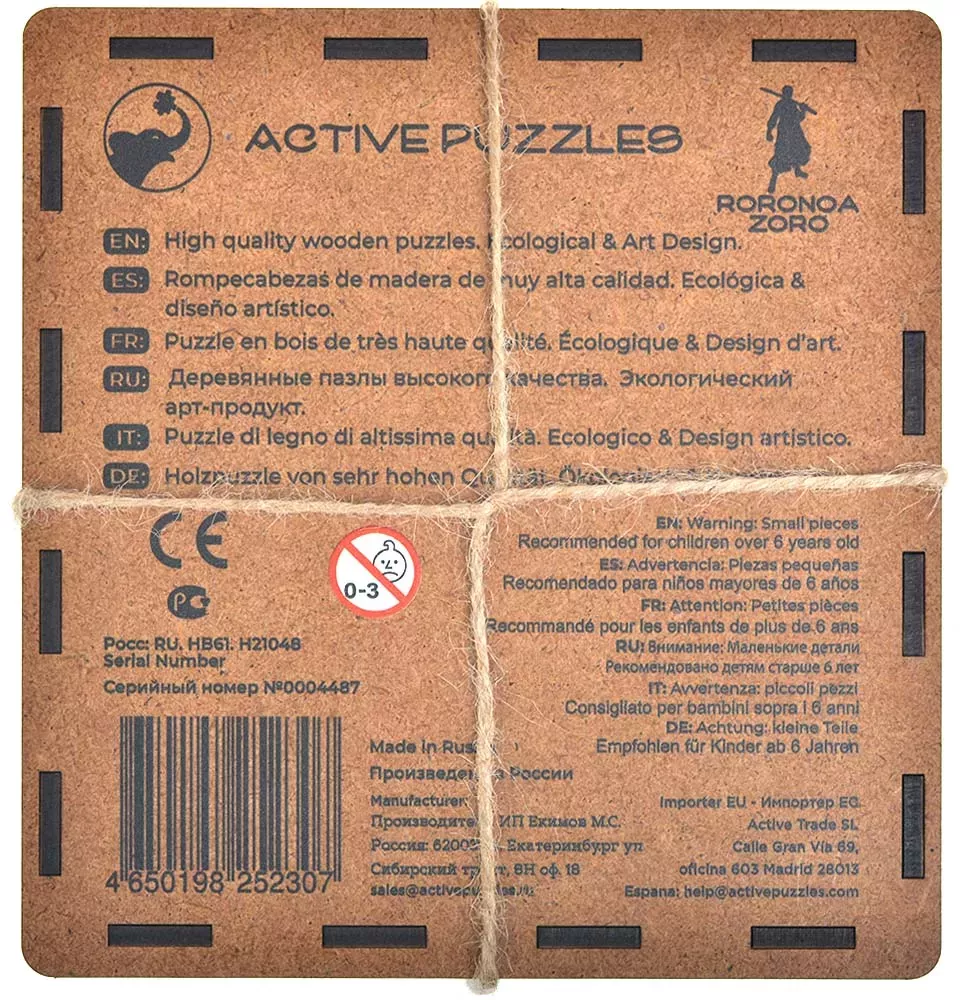 ACTIVE PUZZLES
RORONOA
ZORO
EN: High quality wooden puzzles. Ecological & Art Design.
ES: Rompecabezas de madera de muy alta calidad. Ecológica &
diseño artístico.
FR: Puzzle en bois de très haute qualité. Écologique & Design d'art.
RU: Деревянные пазлы высокого качества. Экологический
арт-продукт.
IT: Puzzle di legno di altissima qualità. Ecologico & Design artistico.
DE: Holzpuzzle von sehr hohen Qualität.
CE
0-3
EN: Warning: Small pieces
Recommended for children over 6 years old
ES: Advertencia: Piezas pequeñas
Recomendado para niños mayores de 6 años
FR: Attention: Petites pièces
Recommandé pour les enfants de plus de 6 ans
RU: Внимание: Маленькие детали
Рекомендовано детям старше 6 лет
IT: Avvertenza: piccoli pezzi
Consigliato per bambini sopra i 6 anni
DE: Achtung: kleine Teile
Empfohlen für Kinder ab 6 Jahren
Росс: RU. НВ61. Н21048
Serial Number
Серийный номер №0004487
4 650198 252307
Made in Russia
Произведено в России
Manufacturer:
Производитель: ИП Екимов М.С.
Россия: Екатеринбург ул
Сибирский тракт, 8Н оф. 18
sales@activepuzzles.ru
Importer EU - Импортер ЕС
Active Trade SL
Calle Gran Vía 69,
oficina 603 Madrid 28013
Espana: help@activepuzzles.com